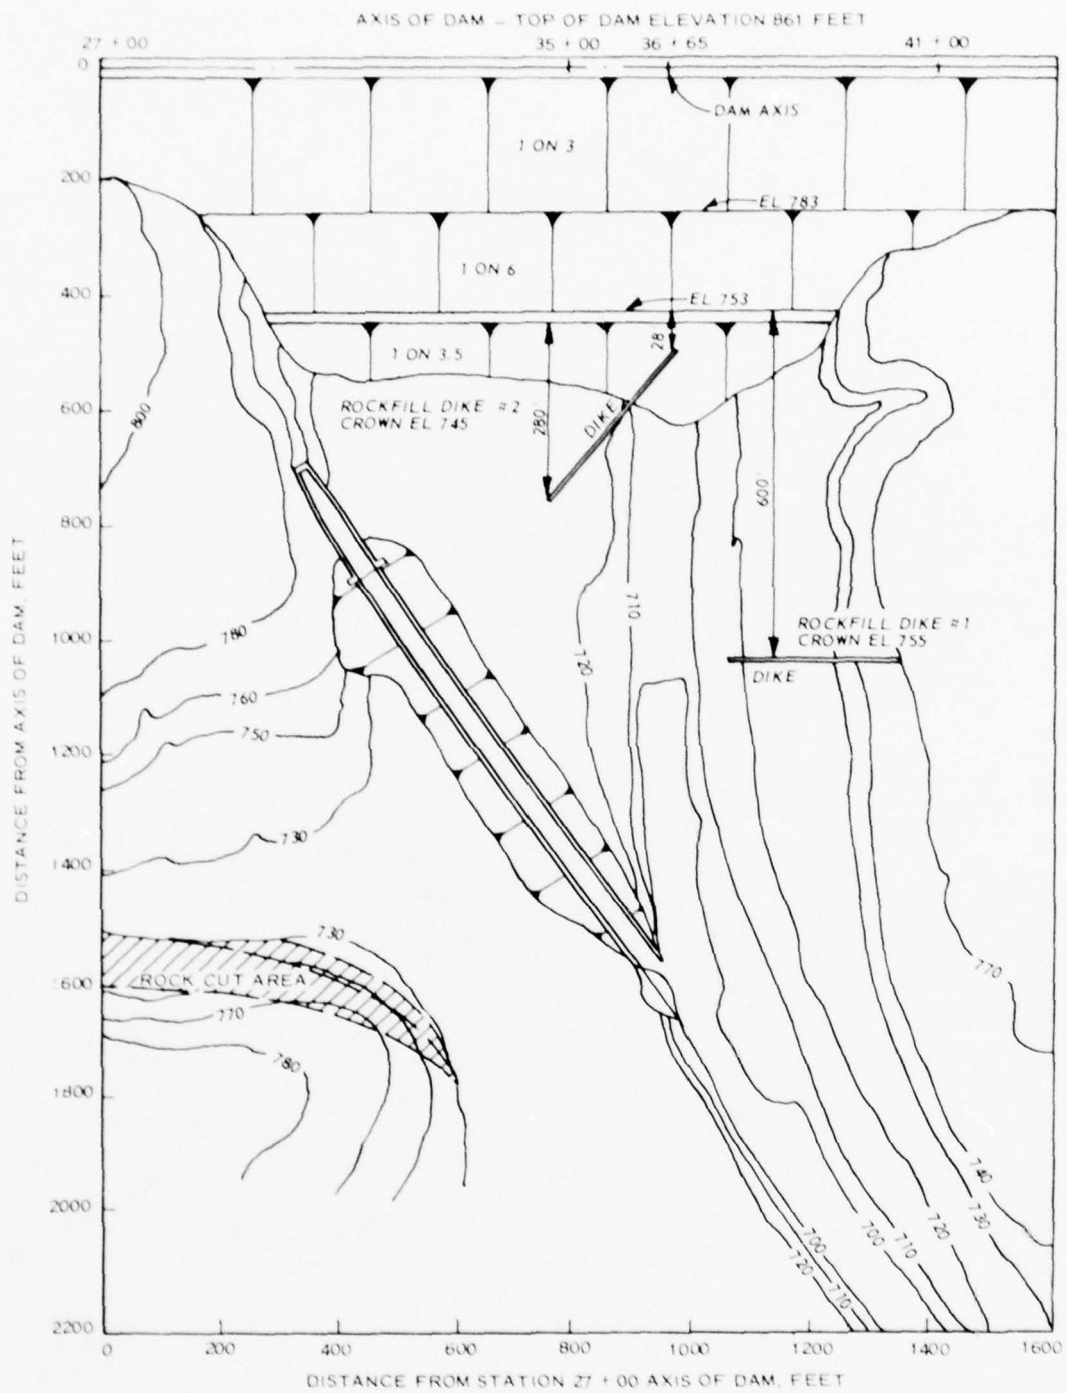 AXIS OF DAM – TOP OF DAM ELEVATION 861 FEET
27 + 00
35 + 00
36 + 65
41 + 00
0
DAM AXIS
1 ON 3
200
EL 783
1 ON 6
400
EL 753
28'
1 ON 3.5
600
800
ROCKFILL DIKE #2
CROWN EL 745
280'
DIKE
600'
800
710
1000
780
720
ROCKFILL DIKE #1
CROWN EL 755
DIKE
760
750
1200
730
1400
730
770
1600
ROCK CUT AREA
770
780
1800
740
730
2000
720
710
700
700
720
710
2200
0
200
400
600
800
1000
1200
1400
1600
DISTANCE FROM AXIS OF DAM, FEET
DISTANCE FROM STATION 27 + 00 AXIS OF DAM, FEET